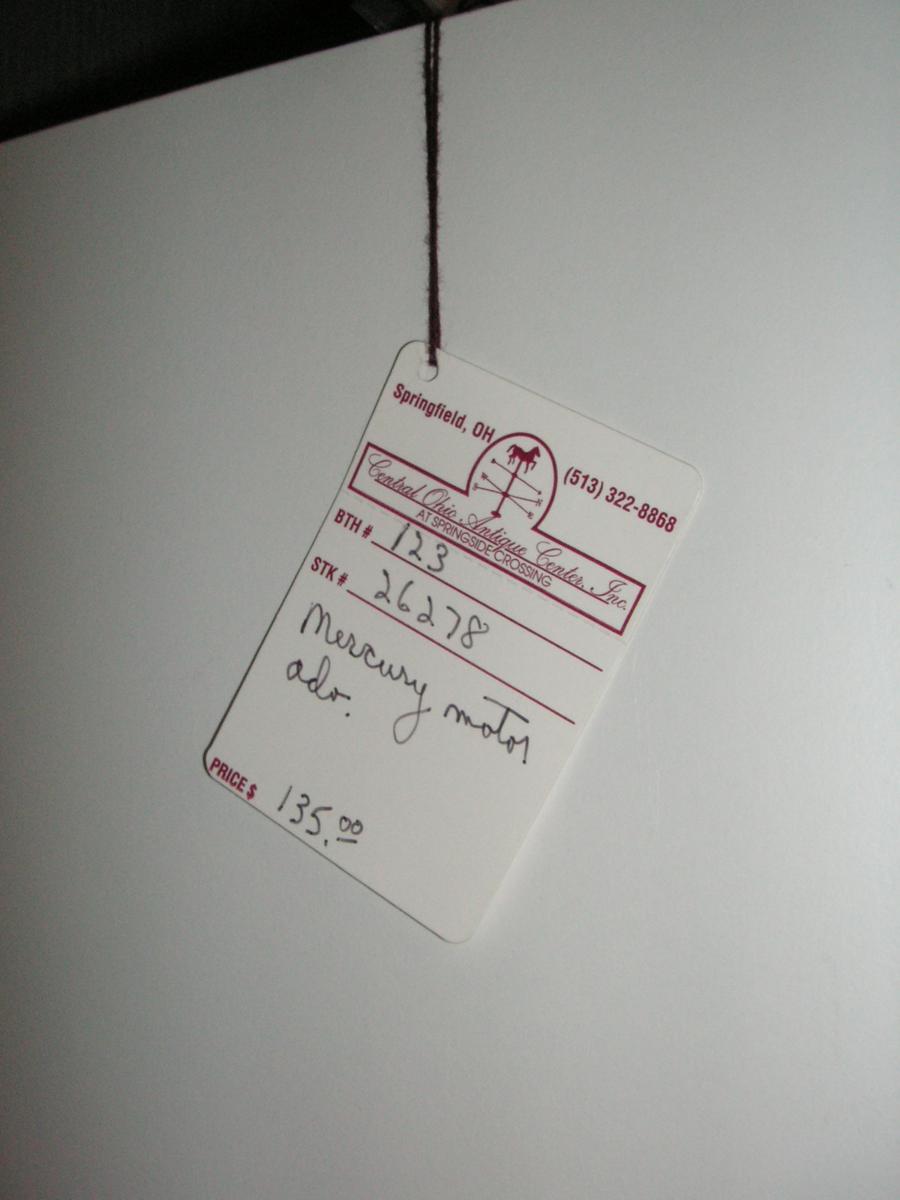 Springfield, OH
(513) 322-8868
Central Ohio Antique Center, Inc.
AT SPRINGSIDE CROSSING
BTH # 123
STK # 26278
Mercury motor
adv.
PRICE $ 135.00